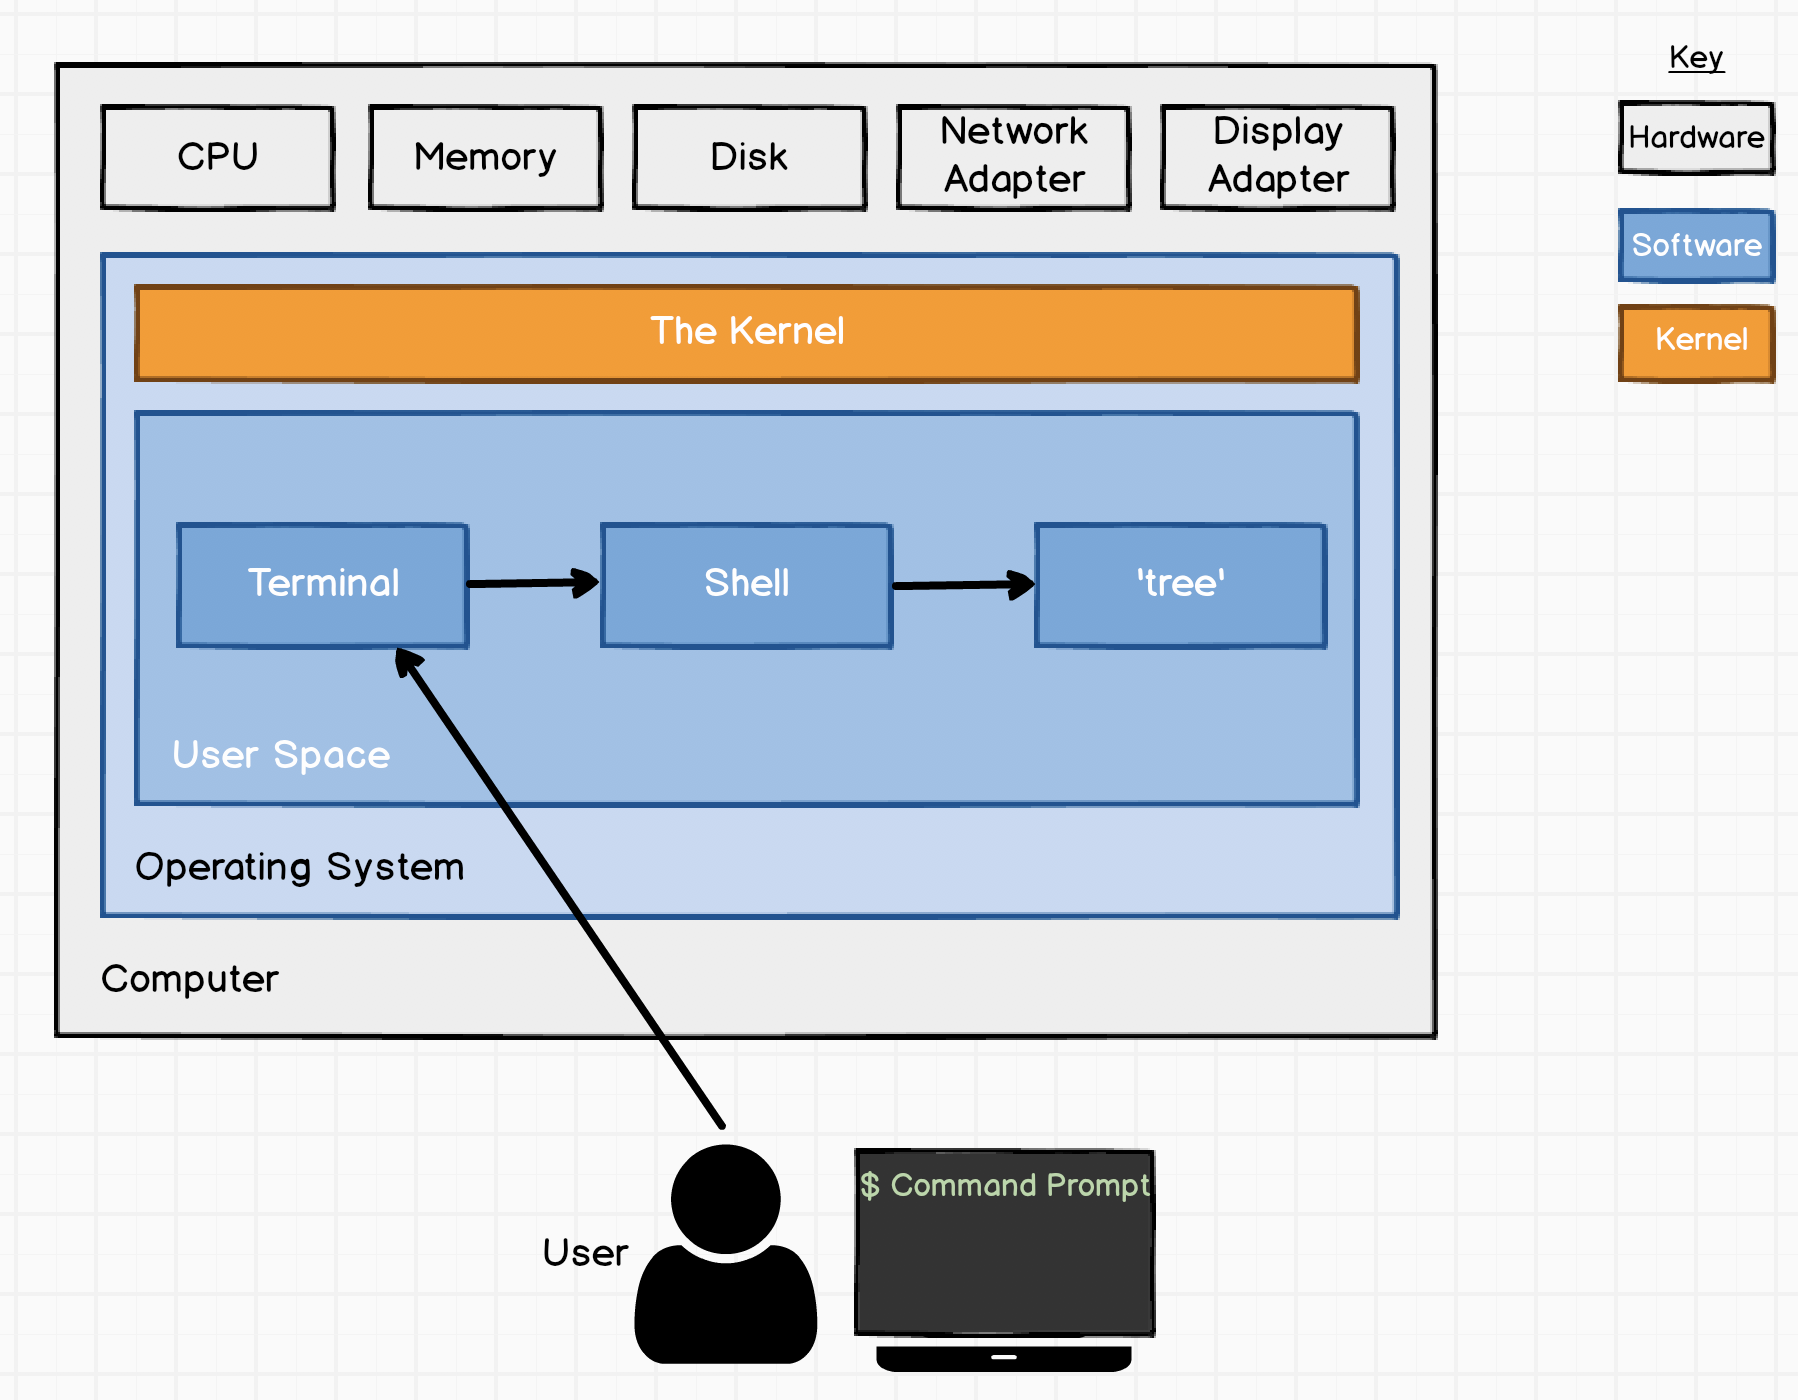 Key
CPU
Memory
Disk
Network
Adapter
Display
Adapter
Hardware
Software
The Kernel
Kernel
Terminal
Shell
'tree'
User Space
Operating System
Computer
$ Command Prompt
User